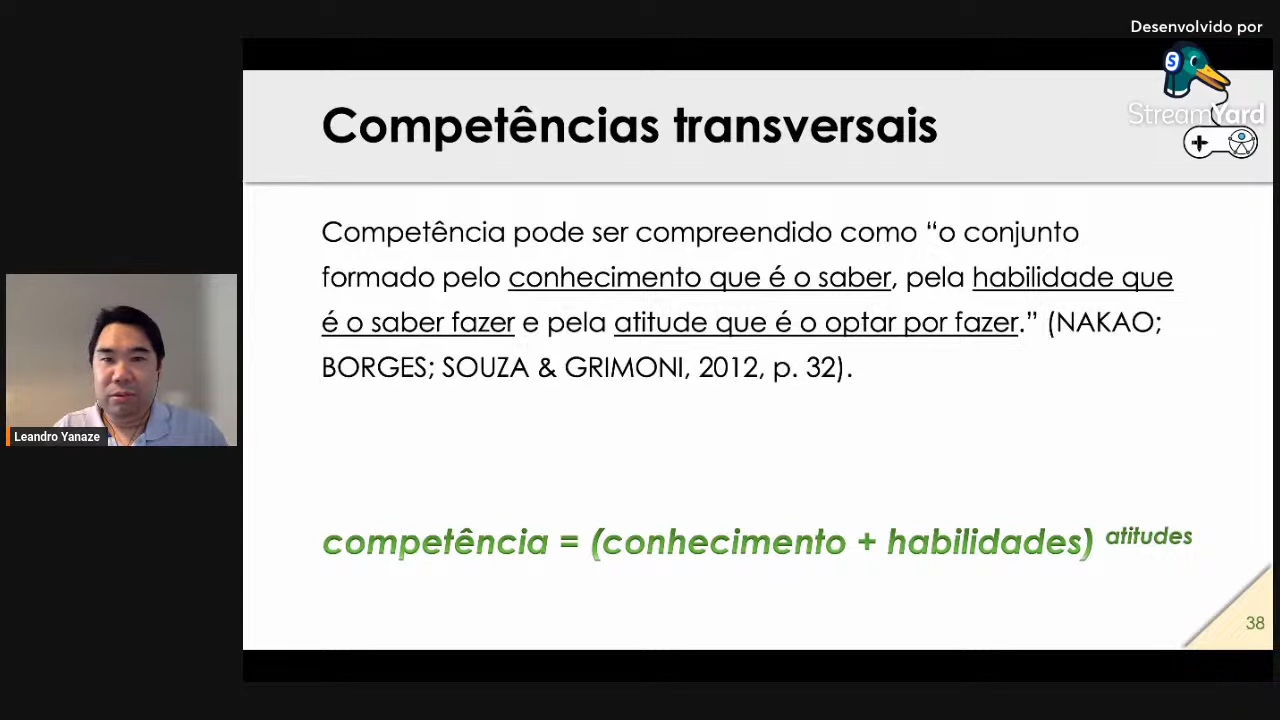 Desenvolvido por
StreamYard
Competências transversais
Competência pode ser compreendido como “o conjunto
formado pelo conhecimento que é o saber, pela habilidade que
é o saber fazer e pela atitude que é o optar por fazer.” (NAKAO;
BORGES; SOUZA & GRIMONI, 2012, p. 32).
Leandro Yanaze
competência = (conhecimento + habilidades) atitudes
38